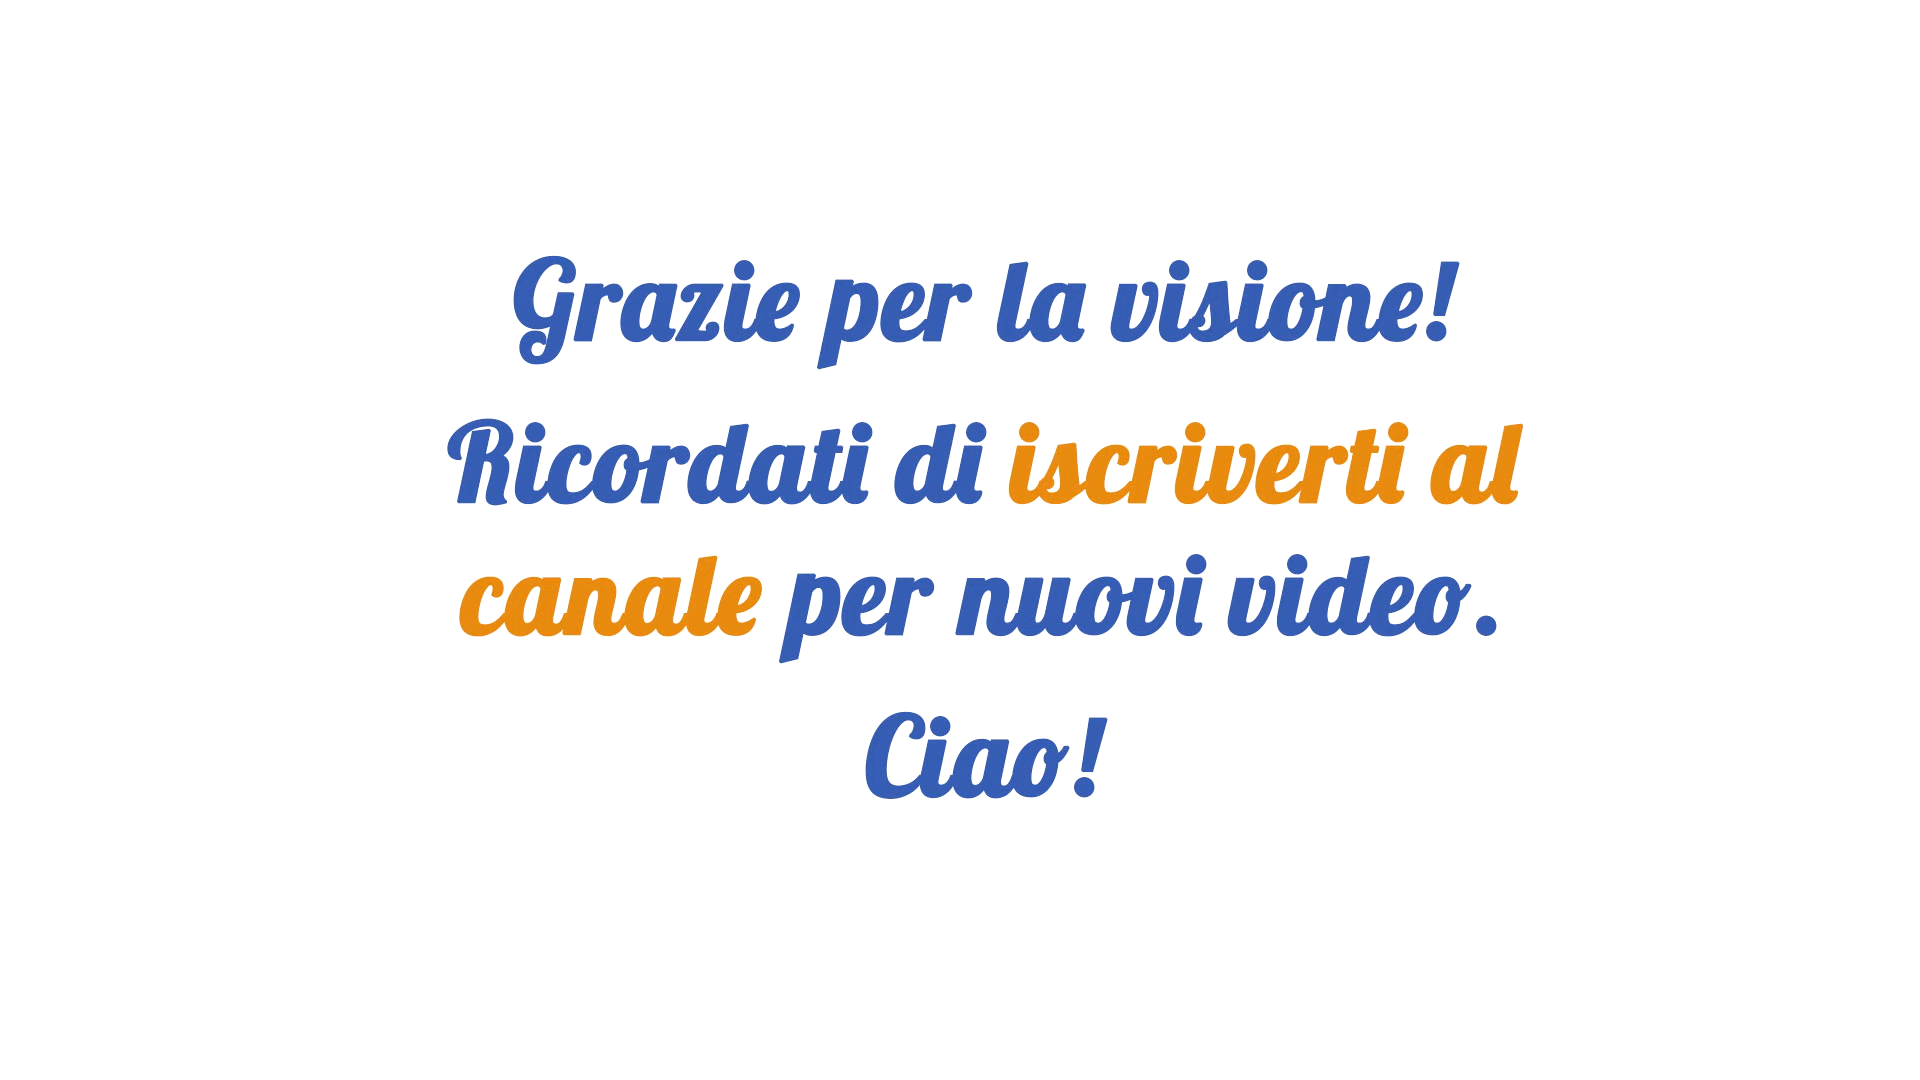 Grazie per la visione!
Ricordati di iscriverti al
canale per nuovi video.
Ciao!